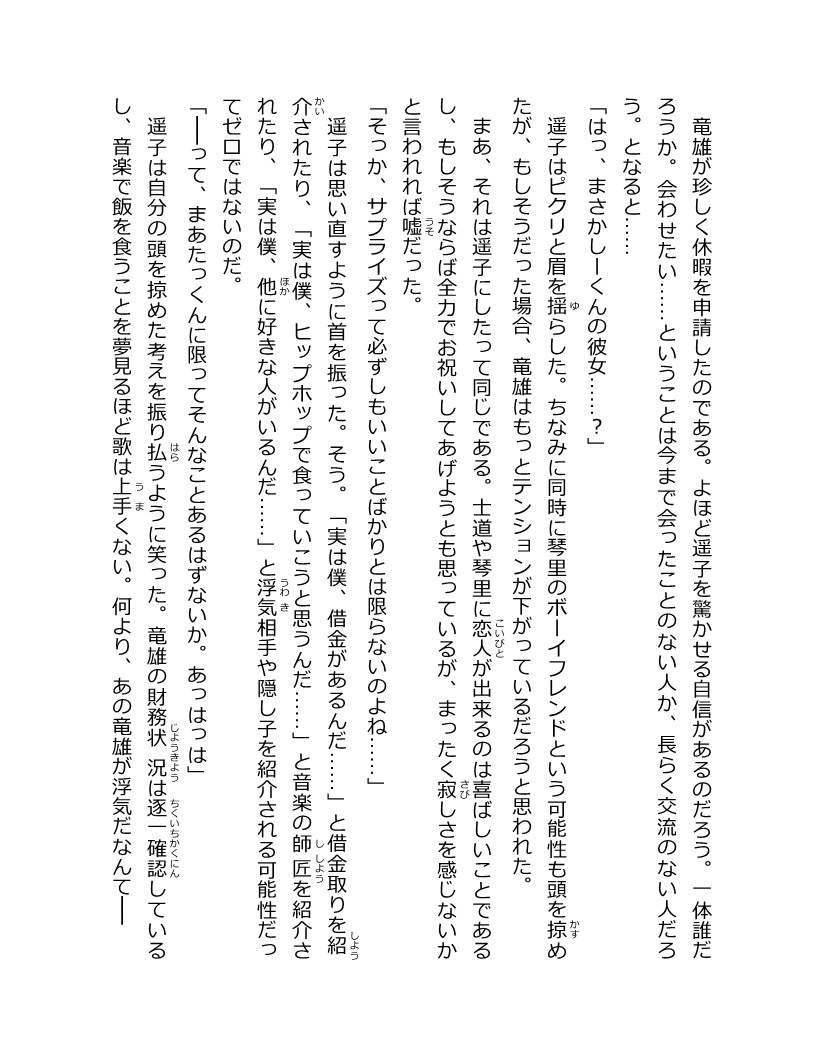 竜雄が珍しく休暇を申請したのである。よほど遥子を驚かせる自信があるのだろう。一体誰だ
ろうか。会わせたい……ということは今まで会ったことのない人か、長らく交流のない人だろ
う。となると……
「はっ、まさかしーくんの彼女……？」
遥子はピクリと眉を揺らした。ちなみに同時に琴里のボーイフレンドという可能性も頭を掠め
たが、もしそうだった場合、竜雄はもっとテンションが下がっているだろうと思われた。
まあ、それは遥子にしたって同じである。士道や琴里に恋人が出来るのは喜ばしいことである
し、もしそうならば全力でお祝いしてあげようとも思っているが、まったく寂しさを感じないか
と言われれば嘘だった。
「そっか、サプライズって必ずしもいいことばかりとは限らないのよね……」
遥子は思い直すように首を振った。そう。「実は僕、借金があるんだ……」と借金取りを紹
介されたり、「実は僕、ヒップホップで食っていこうと思うんだ……」と音楽の師匠を紹介さ
れたり、「実は僕、他に好きな人がいるんだ……」と浮気相手や隠し子を紹介される可能性だっ
てゼロではないのだ。
「──って、まあたっくんに限ってそんなことあるはずないか。あっはっは」
遥子は自分の頭を掠めた考えを振り払うように笑った。竜雄の財務状況は逐一確認している
し、音楽で飯を食うことを夢見るほど歌は上手くない。何より、あの竜雄が浮気だなんて──